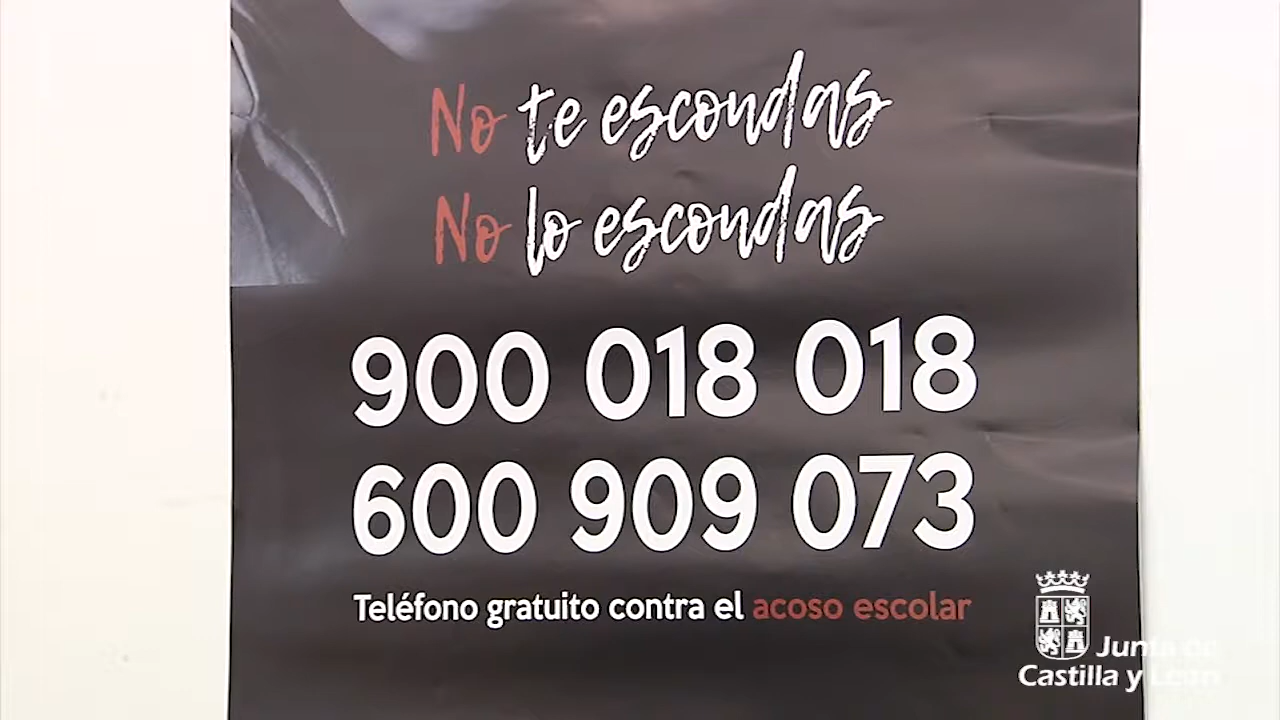 No te escondas
No lo escondas
900 018 018
600 909 073
Teléfono gratuito contra el acoso escolar
Junta de
Castilla y León